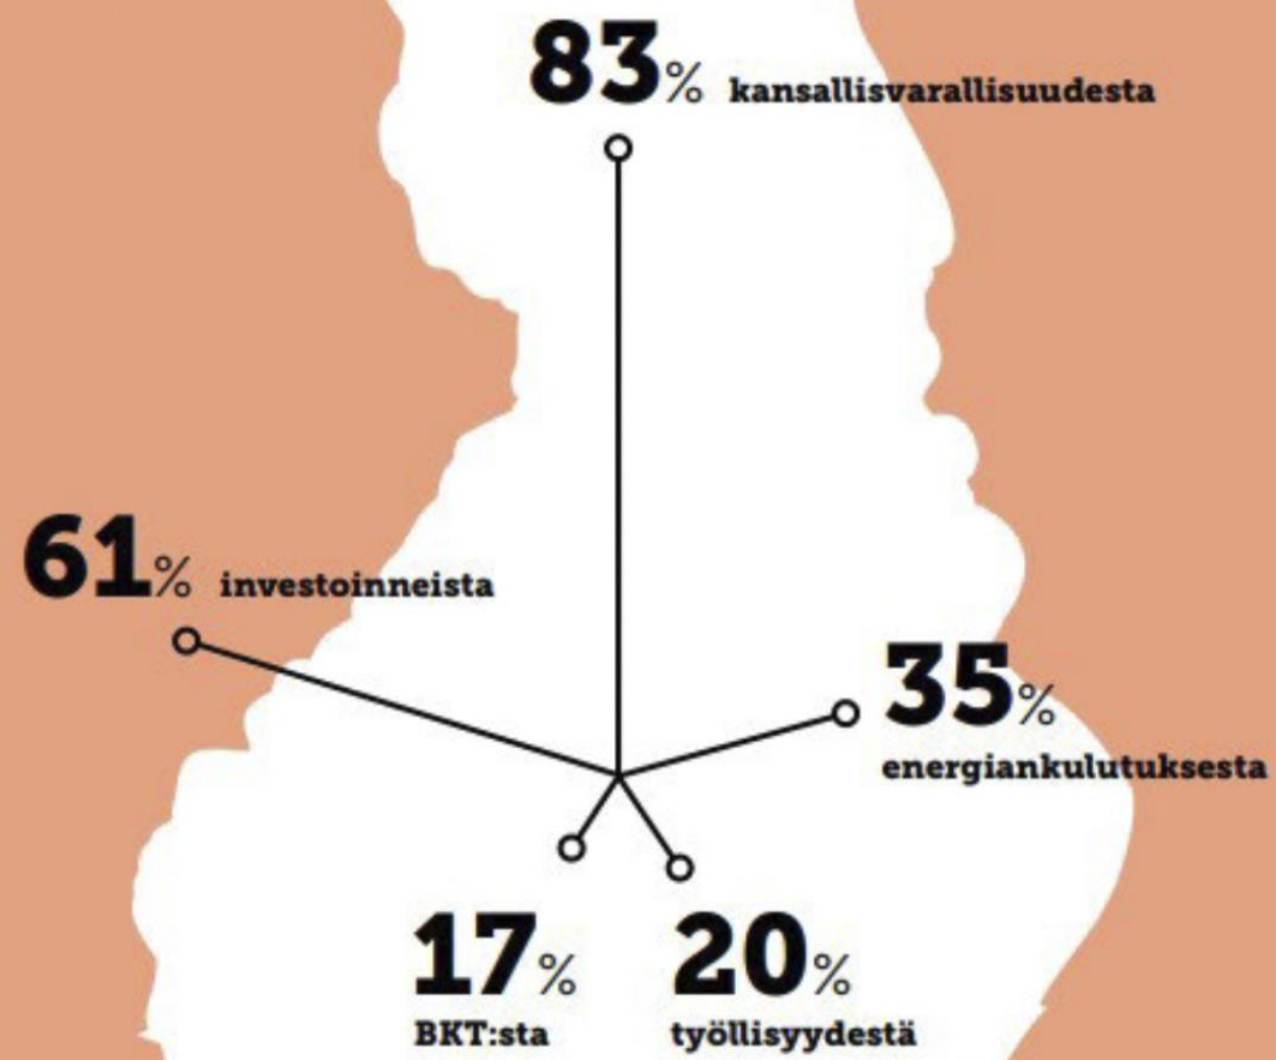 83% kansallisvarallisuudesta
61% investoinneista
35%
energiankulutuksesta
17%
BKT:sta
20%
työllisyydestä